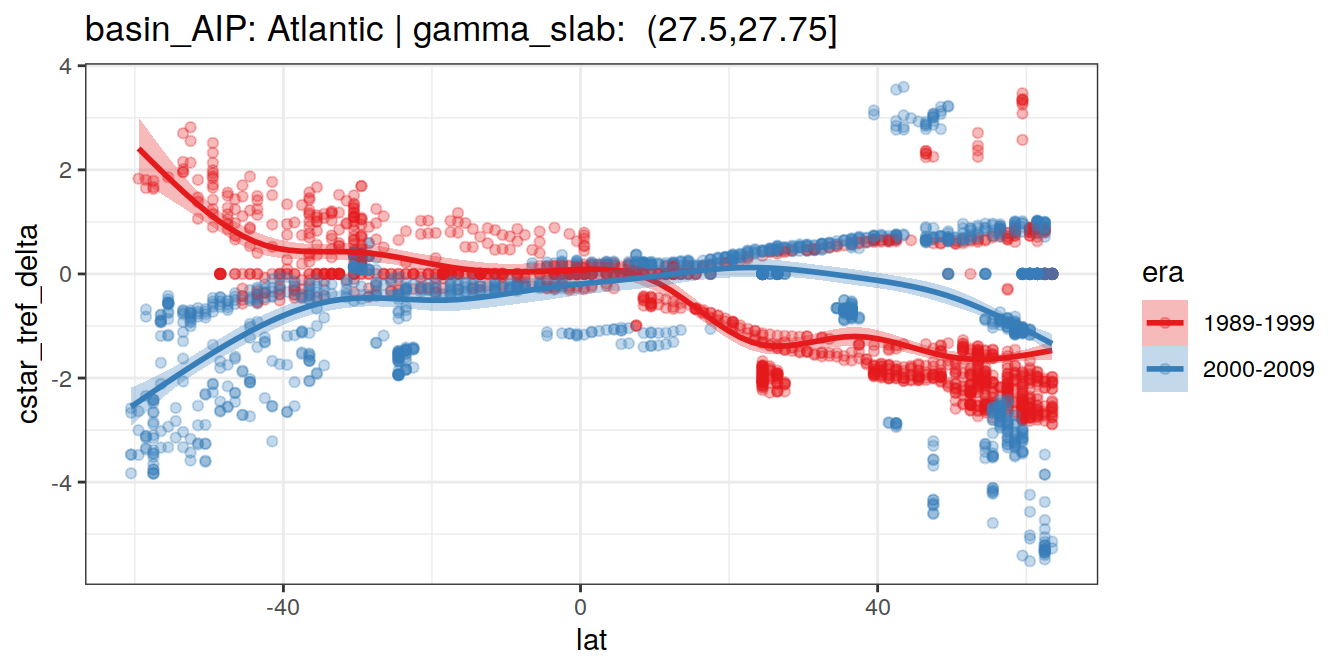 basin_AIP: Atlantic | gamma_slab:  (27.5,27.75]
4
2
0
-2
-4
cstar_tref_delta
-40
0
40
lat
era
1989-1999
2000-2009